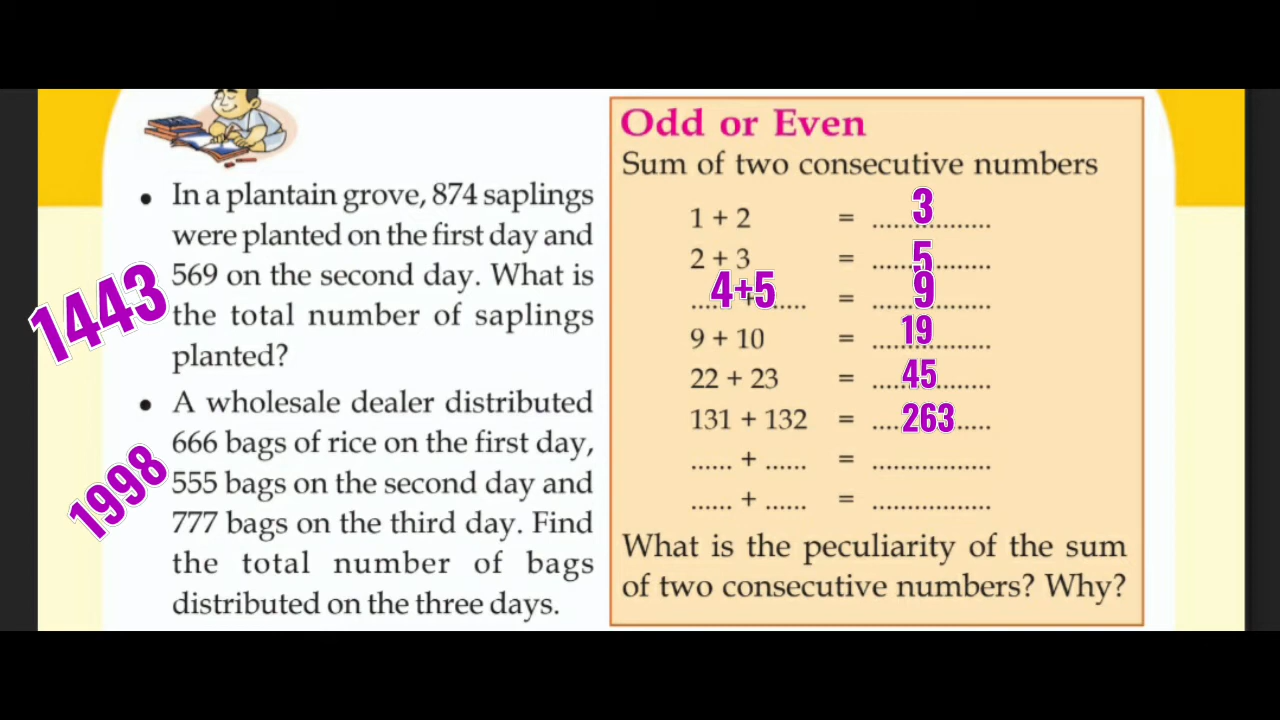 • In a plantain grove, 874 saplings
were planted on the first day and
569 on the second day. What is
the total number of saplings
planted?
1443
• A wholesale dealer distributed
666 bags of rice on the first day,
555 bags on the second day and
777 bags on the third day. Find
the total number of bags
distributed on the three days.
1998
Odd or Even
Sum of two consecutive numbers
1 + 2 = ....3....
2 + 3 = ....5....
4+5 = ....9....
9 + 10 = ....19....
22 + 23 = ....45....
131 + 132 = ....263.....
...... + ...... = .................
...... + ...... = .................
What is the peculiarity of the sum
of two consecutive numbers? Why?